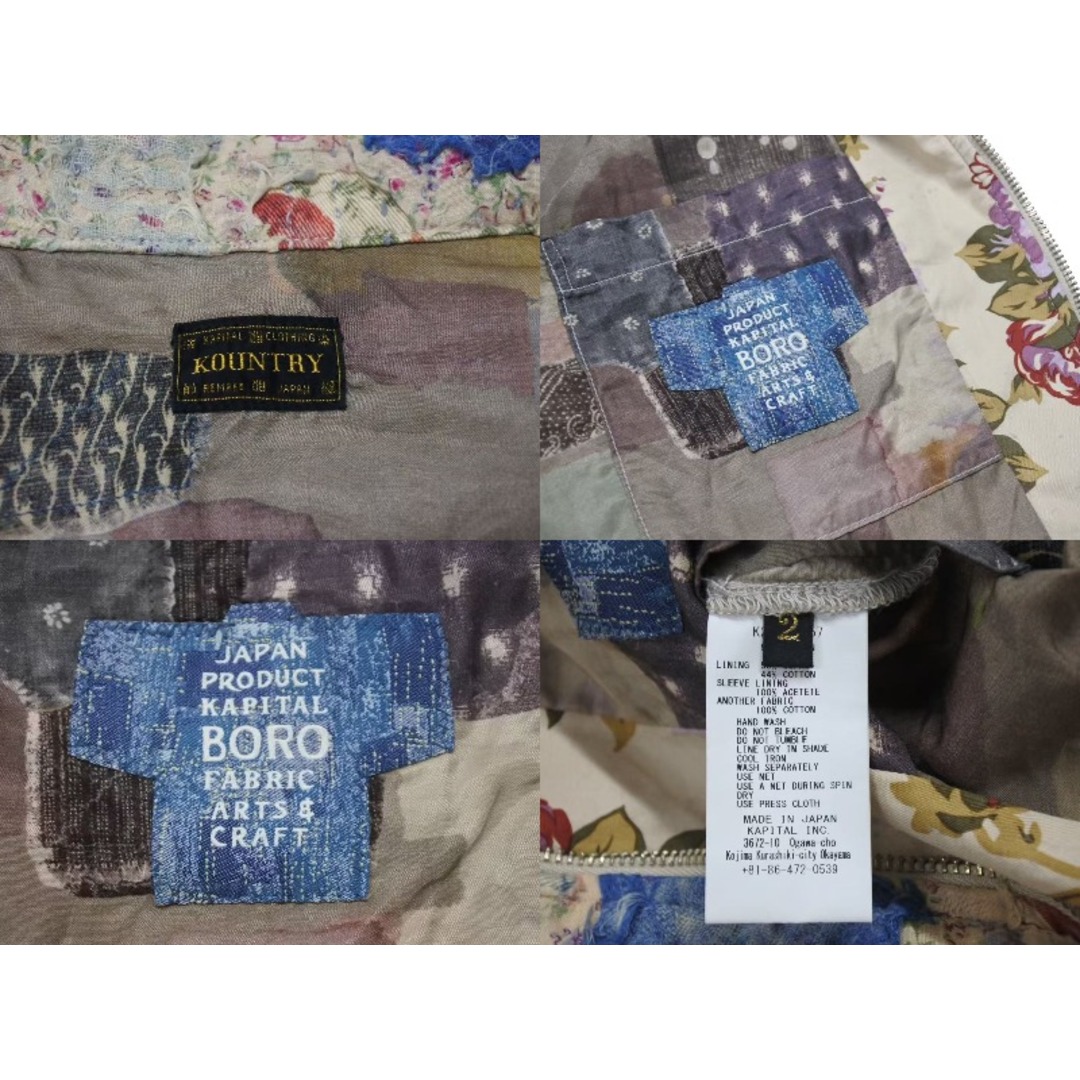 KAPITAL CLOTHING
KOUNTRY
REMAKE JAPAN
JAPAN
PRODUCT
KAPITAL
BORO
FABRIC
ARTS &
CRAFT
JAPAN
PRODUCT
KAPITAL
BORO
FABRIC
ARTS &
CRAFT
2
LINING
44% COTTON
SLEEVE LINING
100% ACETEIL
ANOTHER FABRIC
100% COTTON
HAND WASH
DO NOT BLEACH
DO NOT TUMBLE
LINE DRY IN SHADE
COOL IRON
WASH SEPARATELY
USE NET
USE A NET DURING SPIN
DRY
USE PRESS CLOTH
MADE IN JAPAN
KAPITAL INC.
3672-10 Ogawa cho
Kojima Kurashiki-city Okayama
+81-86-472-0539